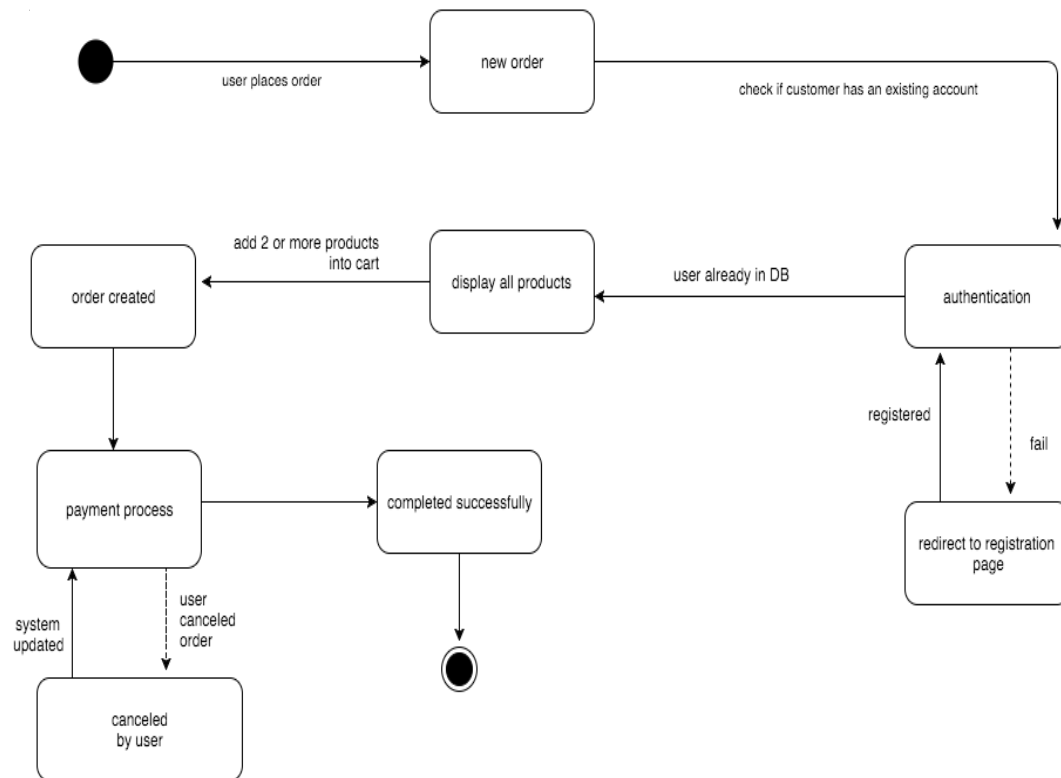 new order
user places order
check if customer has an existing account
add 2 or more products
into cart
display all products
user already in DB
order created
authentication
registered
fail
payment process
completed successfully
redirect to registration
page
system
updated
user
canceled
order
canceled
by user